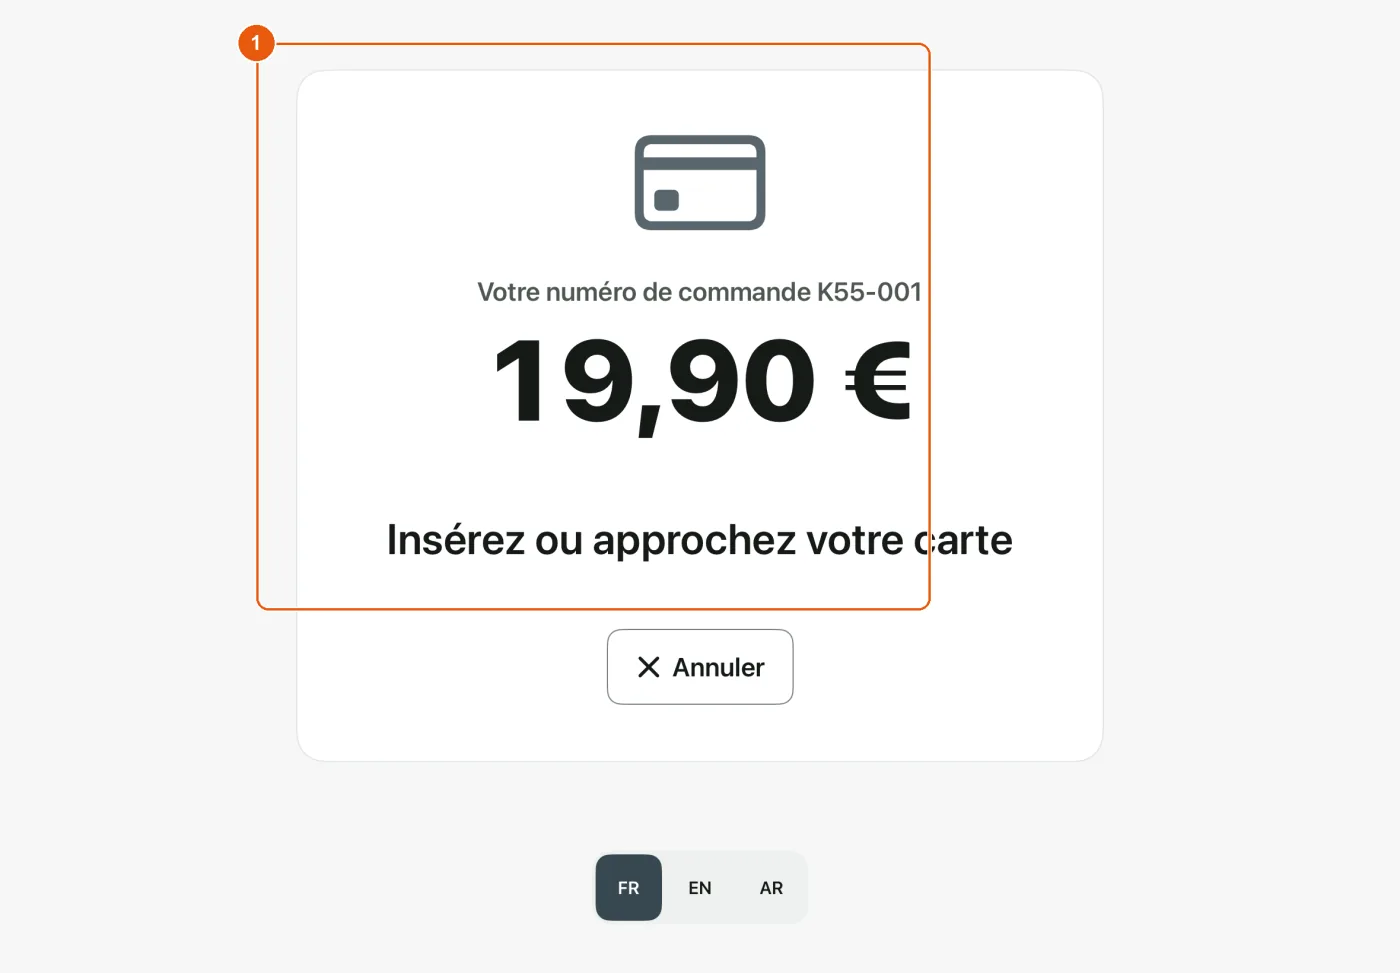 1
Votre numéro de commande K55-001
19,90 €
Insérez ou approchez votre carte
Annuler
FR EN AR